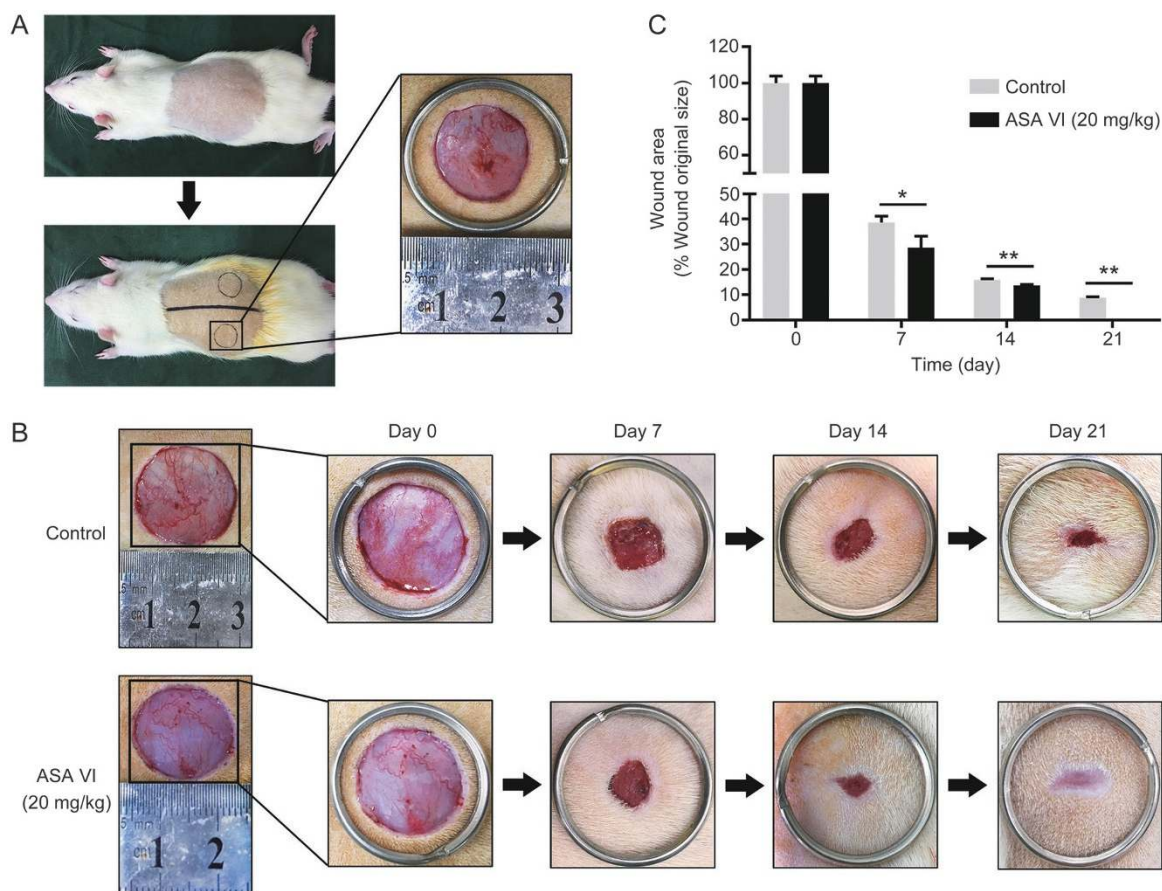 A
.5 mm
cm 1 2 3
C
Wound area
(% Wound original size)
120
100
80
60
50
40
30
20
10
0
Control
ASA VI (20 mg/kg)
*
**
**
0 7 14 21
Time (day)
B
Day 0 Day 7 Day 14 Day 21
Control
.5 mm
cm 1 2 3
ASA VI
(20 mg/kg)
.5 mm
cm 1 2